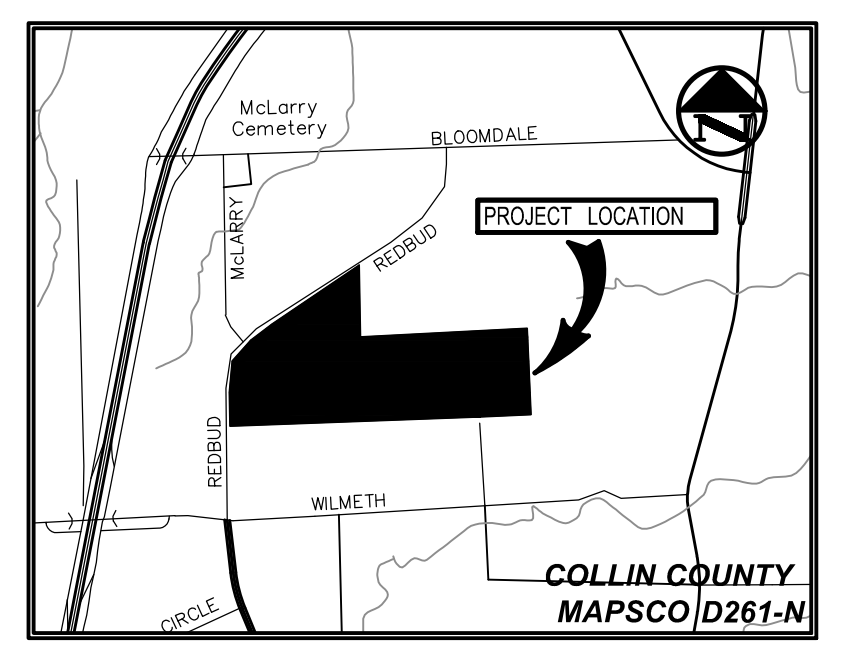 McLarry
Cemetery
BLOOMDALE
N
McLARRY
PROJECT LOCATION
REDBUD
REDBUD
WILMETH
CIRCLE
COLLIN COUNTY
MAPSCO D261-N